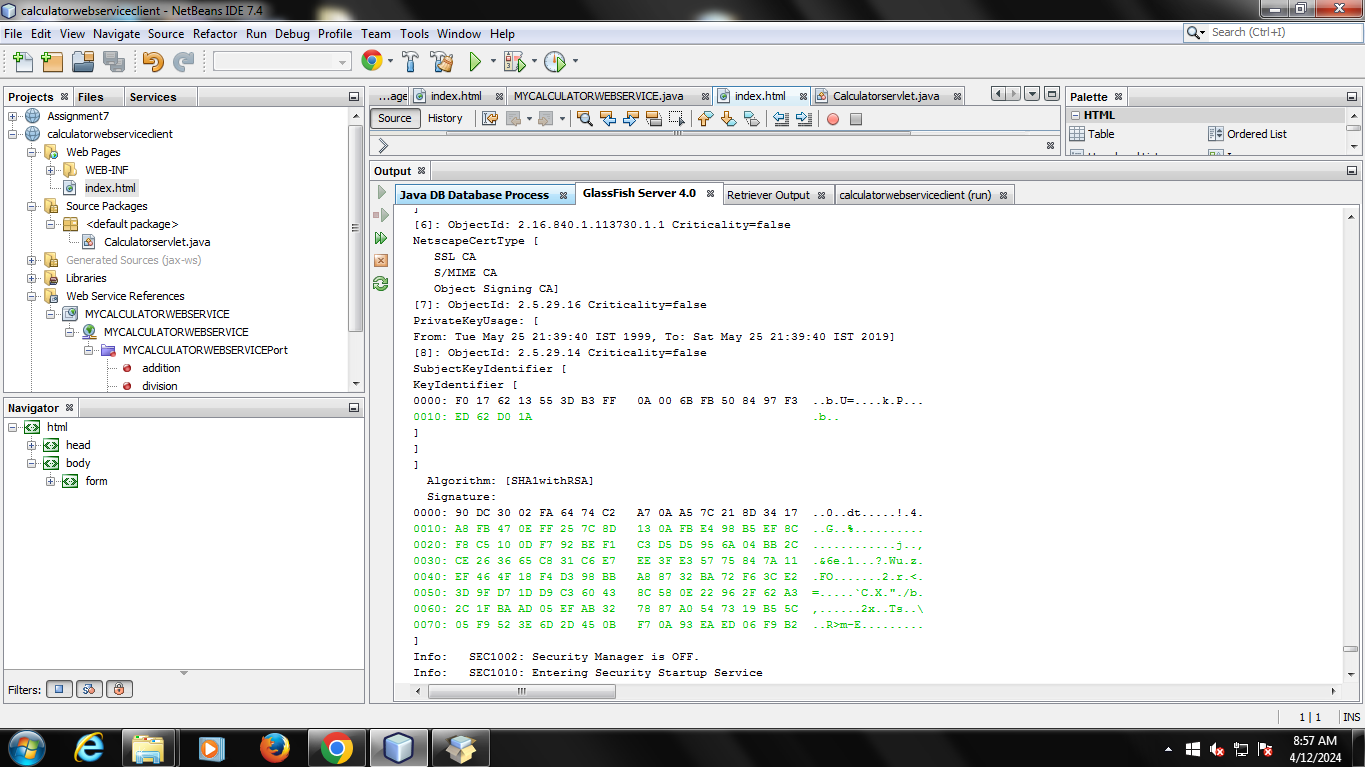 calculatorwebserviceclient - NetBeans IDE 7.4
File Edit View Navigate Source Refactor Run Debug Profile Team Tools Window Help
Search (Ctrl+I)
Projects Files Services
Assignment7
calculatorwebserviceclient
Web Pages
WEB-INF
index.html
Source Packages
<default package>
Calculatorservlet.java
Generated Sources (jax-ws)
Libraries
Web Service References
MYCALCULATORWEBSERVICE
MYCALCULATORWEBSERVICE
MYCALCULATORWEBSERVICEPort
addition
division
Navigator
html
head
body
form
Filters:
...age index.html MYCALCULATORWEBSERVICE.java index.html Calculatorservlet.java
Source History
Palette
HTML
Table Ordered List
Output
Java DB Database Process GlassFish Server 4.0 Retriever Output calculatorwebserviceclient (run)
]
[6]: ObjectId: 2.16.840.1.113730.1.1 Criticality=false
NetscapeCertType [
SSL CA
S/MIME CA
Object Signing CA]
[7]: ObjectId: 2.5.29.16 Criticality=false
PrivateKeyUsage: [
From: Tue May 25 21:39:40 IST 1999, To: Sat May 25 21:39:40 IST 2019]
[8]: ObjectId: 2.5.29.14 Criticality=false
SubjectKeyIdentifier [
KeyIdentifier [
0000: F0 17 62 13 55 3D B3 FF 0A 00 6B FB 50 84 97 F3 ..b.U=....k.P...
0010: ED 62 D0 1A .b..
]
]
]
Algorithm: [SHA1withRSA]
Signature:
0000: 90 DC 30 02 FA 64 74 C2 A7 0A A5 7C 21 8D 34 17 ..0..dt.....!.4.
0010: A8 FB 47 0E FF 25 7C 8D 13 0A FB E4 98 B5 EF 8C ..G..%..........
0020: F8 C5 10 0D F7 92 BE F1 C3 D5 D5 95 6A 04 BB 2C ............j..,
0030: CE 26 36 65 C8 31 C6 E7 EE 3F E3 57 75 84 7A 11 .&6e.1...?.Wu.z.
0040: EF 46 4F 18 F4 D3 98 BB A8 87 32 BA 72 F6 3C E2 .FO.......2.r.<.
0050: 3D 9F D7 1D D9 C3 60 43 8C 58 0E 22 96 2F 62 A3 =.....`C.X."./b.
0060: 2C 1F BA AD 05 EF AB 32 78 87 A0 54 73 19 B5 5C ,......2x..Ts..\
0070: 05 F9 52 3E 6D 2D 45 0B F7 0A 93 EA ED 06 F9 B2 ..R>m-E.........
]
Info: SEC1002: Security Manager is OFF.
Info: SEC1010: Entering Security Startup Service
1 | 1 INS
8:57 AM
4/12/2024